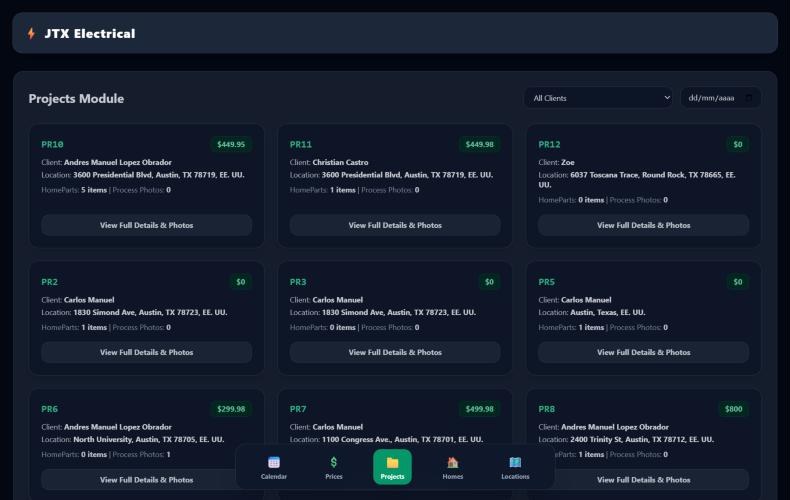 JTX Electrical
Projects Module
All Clients
dd/mm/aaaa
PR10
$449.95
Client: Andres Manuel Lopez Obrador
Location: 3600 Presidential Blvd, Austin, TX 78719, EE. UU.
HomeParts: 5 items | Process Photos: 0
View Full Details & Photos
PR11
$449.98
Client: Christian Castro
Location: 3600 Presidential Blvd, Austin, TX 78719, EE. UU.
HomeParts: 1 items | Process Photos: 0
View Full Details & Photos
PR12
$0
Client: Zoe
Location: 6037 Toscana Trace, Round Rock, TX 78665, EE.
UU.
HomeParts: 0 items | Process Photos: 0
View Full Details & Photos
PR2
$0
Client: Carlos Manuel
Location: 1830 Simond Ave, Austin, TX 78723, EE. UU.
HomeParts: 1 items | Process Photos: 0
View Full Details & Photos
PR3
$0
Client: Carlos Manuel
Location: 1830 Simond Ave, Austin, TX 78723, EE. UU.
HomeParts: 0 items | Process Photos: 0
View Full Details & Photos
PR5
$0
Client: Carlos Manuel
Location: Austin, Texas, EE. UU.
HomeParts: 1 items | Process Photos: 0
View Full Details & Photos
PR6
$299.98
Client: Andres Manuel Lopez Obrador
Location: North University, Austin, TX 78705, EE. UU.
HomeParts: 0 items | Process Photos: 1
View Full Details & Photos
PR7
$499.98
Client: Carlos Manuel
Location: 1100 Congress Ave., Austin, TX 78701, EE. UU.
PR8
$800
Client: Andres Manuel Lopez Obrador
Location: 2400 Trinity St, Austin, TX 78712, EE. UU.
HomeParts: 1 items | Process Photos: 0
View Full Details & Photos
Calendar
Prices
Projects
Homes
Locations